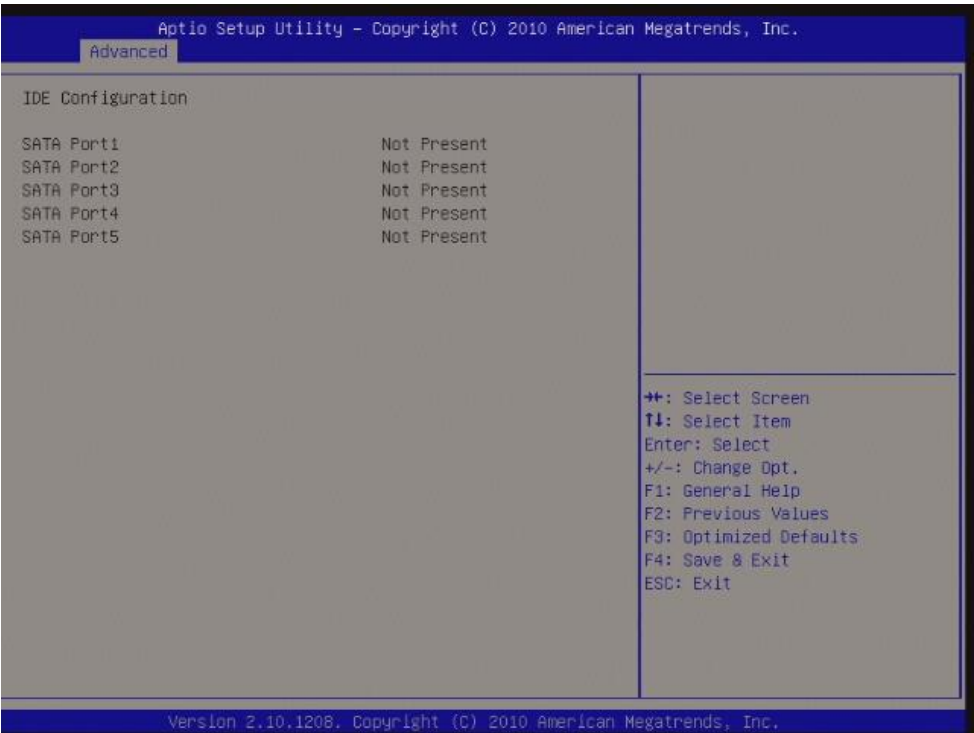 Aptio Setup Utility – Copyright (C) 2010 American Megatrends, Inc.
Advanced
IDE Configuration
SATA Port1 Not Present
SATA Port2 Not Present
SATA Port3 Not Present
SATA Port4 Not Present
SATA Port5 Not Present
→←: Select Screen
↑↓: Select Item
Enter: Select
+/-: Change Opt.
F1: General Help
F2: Previous Values
F3: Optimized Defaults
F4: Save & Exit
ESC: Exit
Version 2.10.1208. Copyright (C) 2010 American Megatrends, Inc.